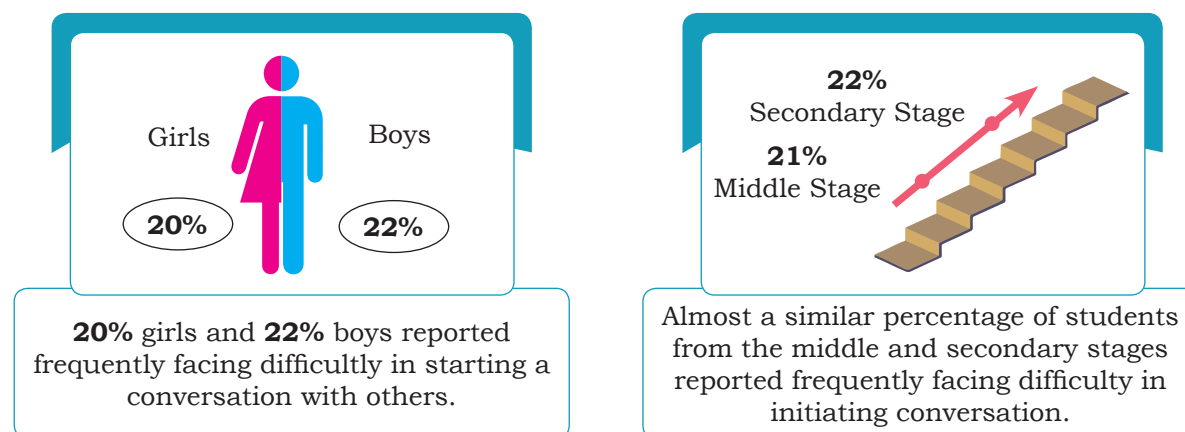 Girls
Boys
20%
22%
20% girls and 22% boys reported
frequently facing difficultly in starting a
conversation with others.
22%
Secondary Stage
21%
Middle Stage
Almost a similar percentage of students
from the middle and secondary stages
reported frequently facing difficulty in
initiating conversation.